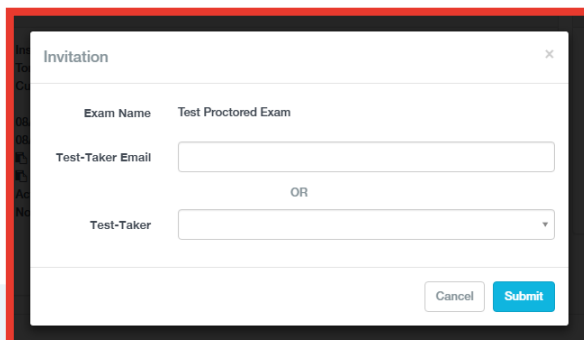 Invitation ×
Exam Name Test Proctored Exam
Test-Taker Email
OR
Test-Taker
Cancel Submit